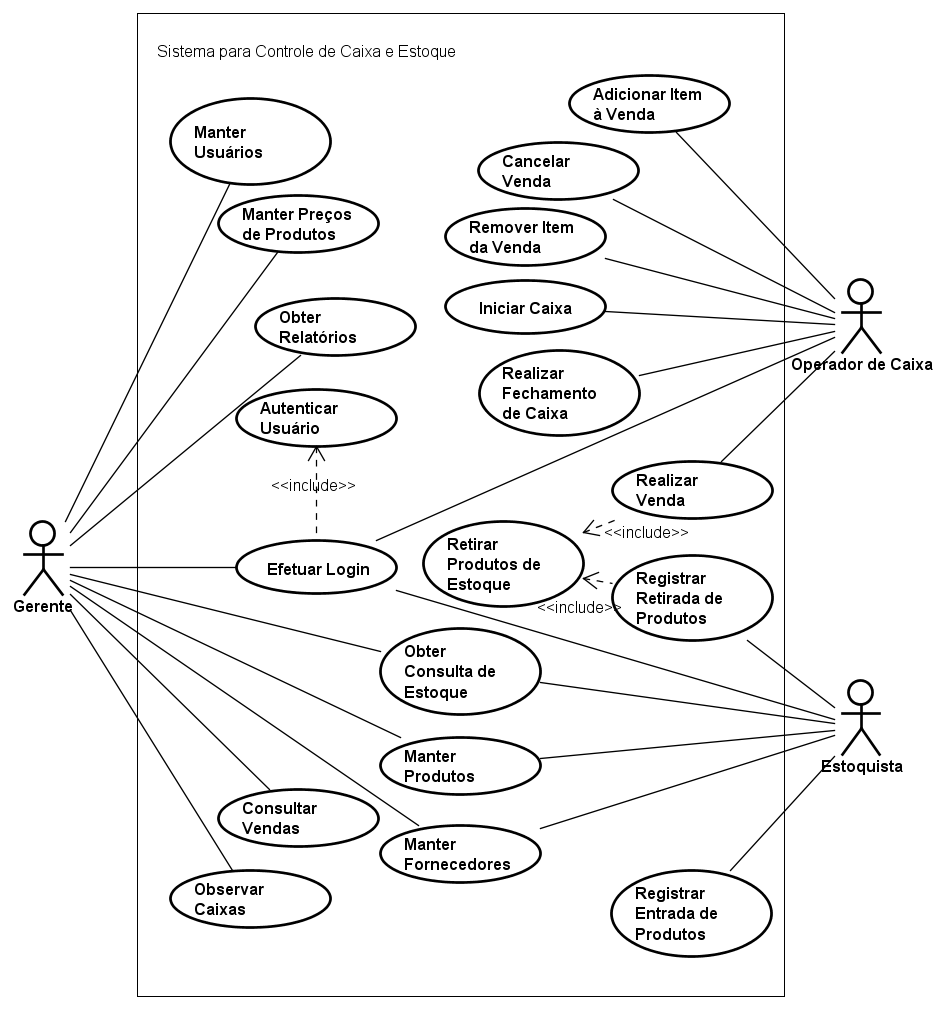 Sistema para Controle de Caixa e Estoque
Adicionar Item
à Venda
Manter
Usuários
Cancelar
Venda
Manter Preços
de Produtos
Remover Item
da Venda
Iniciar Caixa
Obter
Relatórios
Operador de Caixa
Realizar
Fechamento
de Caixa
Autenticar
Usuário
<<include>>
Realizar
Venda
<<include>>
Retirar
Produtos de
Estoque
Efetuar Login
Gerente
Registrar
Retirada de
Produtos
<<include>>
Obter
Consulta de
Estoque
Manter
Produtos
Estoquista
Consultar
Vendas
Manter
Fornecedores
Observar
Caixas
Registrar
Entrada de
Produtos